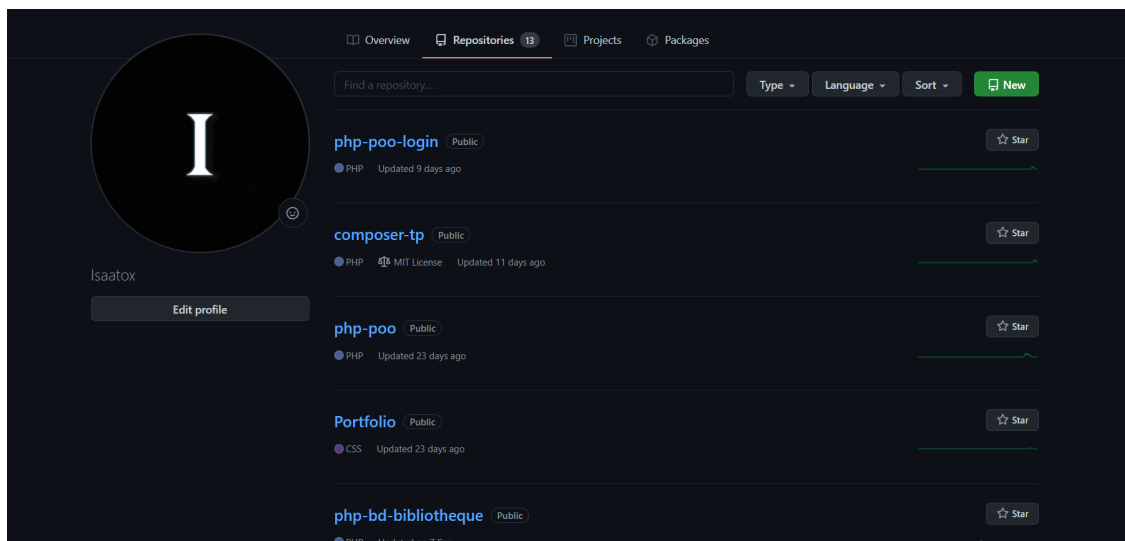 Overview Repositories 13 Projects Packages
Find a repository... Type Language Sort New
I
php-poo-login Public Star
PHP Updated 9 days ago
composer-tp Public Star
PHP MIT License Updated 11 days ago
Isaatox
Edit profile
php-poo Public Star
PHP Updated 23 days ago
Portfolio Public Star
CSS Updated 23 days ago
php-bd-bibliotheque Public Star
PHP